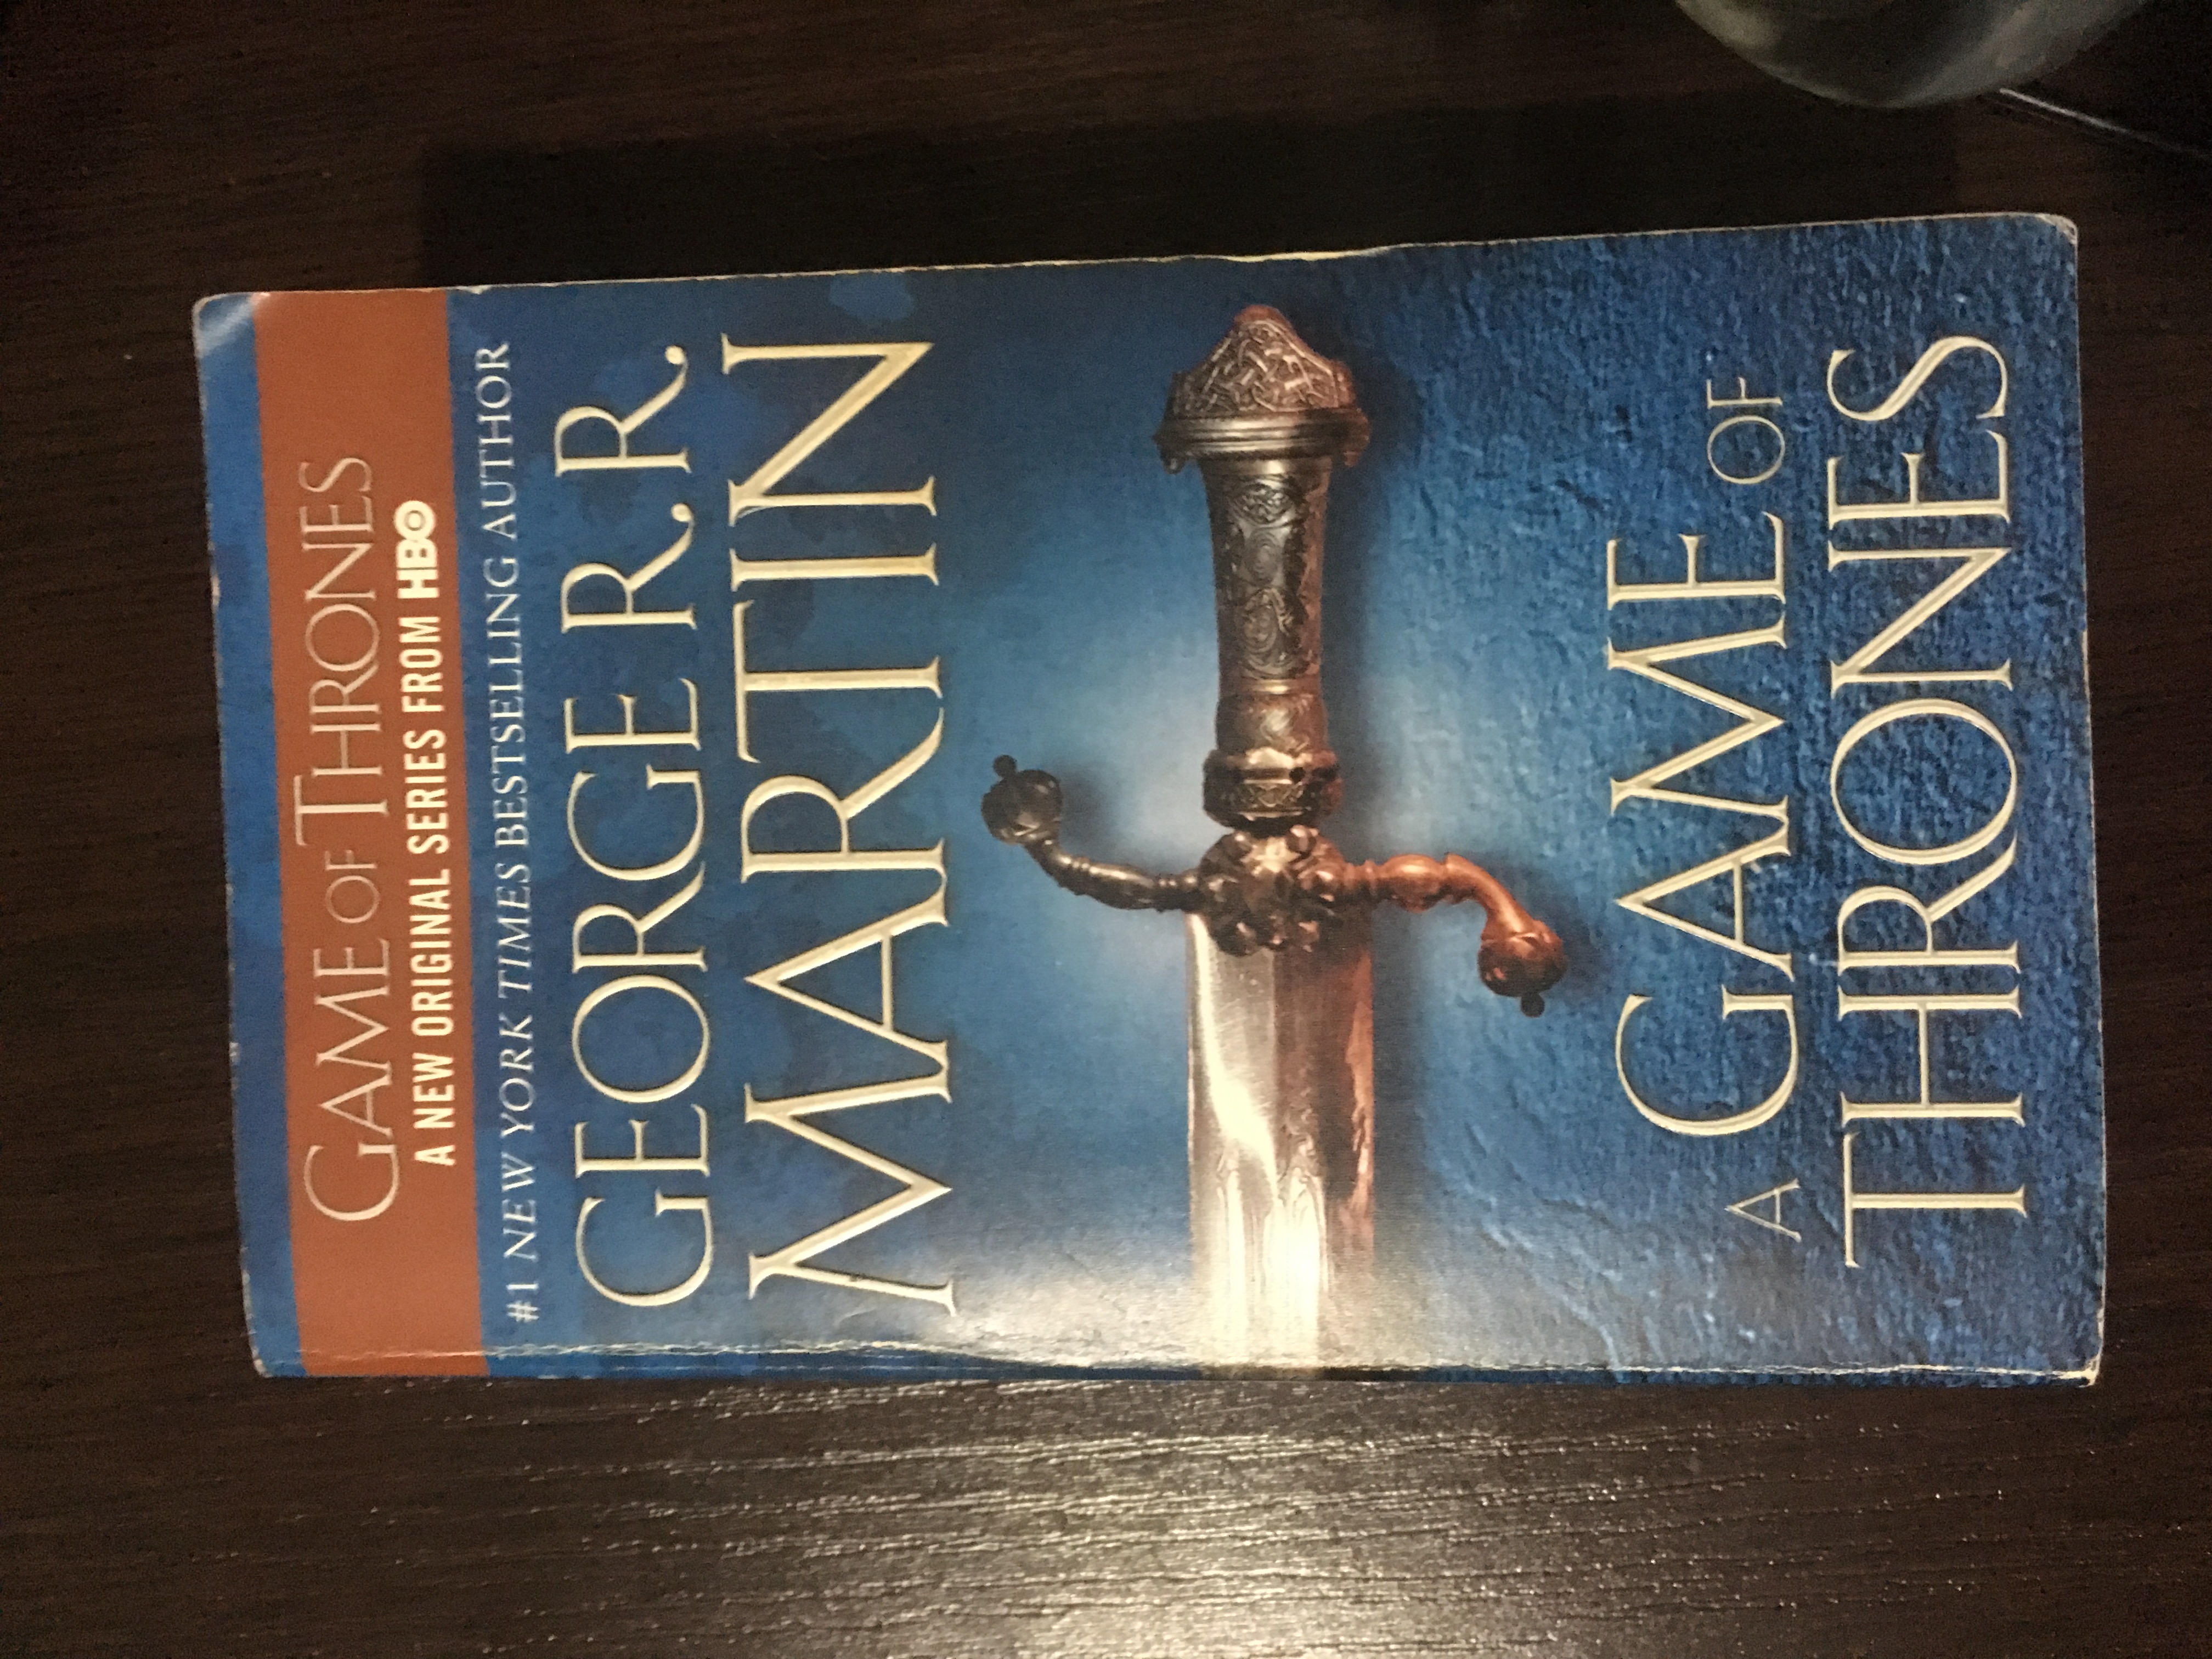 GAME OF THRONES
A NEW ORIGINAL SERIES FROM HBO
#1 NEW YORK TIMES BESTSELLING AUTHOR
GEORGE R.R.
MARTIN
A GAME OF
THRONES